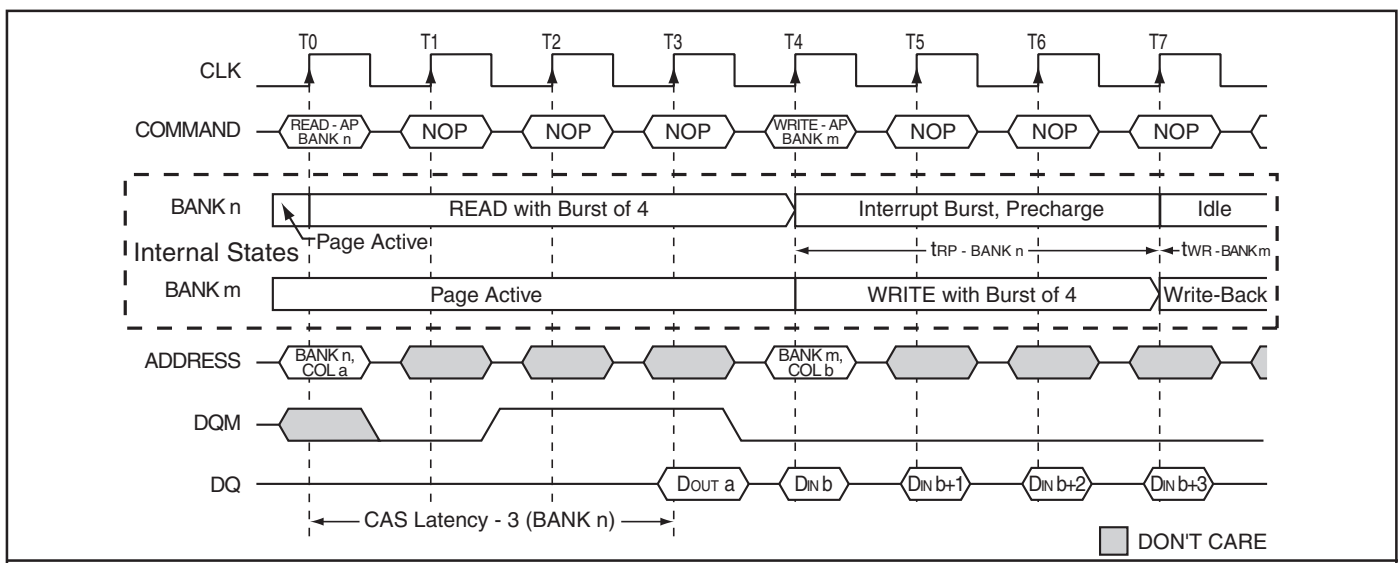 T0 T1 T2 T3 T4 T5 T6 T7
CLK
COMMAND READ - AP NOP NOP NOP WRITE - AP NOP NOP NOP
BANK n BANK m
BANK n READ with Burst of 4 Interrupt Burst, Precharge Idle
Internal States Page Active tRP - BANK n tWR - BANK m
BANK m Page Active WRITE with Burst of 4 Write-Back
ADDRESS BANK n, BANK m,
COL a COL b
DQM
DQ DOUT a DIN b DIN b+1 DIN b+2 DIN b+3
CAS Latency - 3 (BANK n)
DON'T CARE